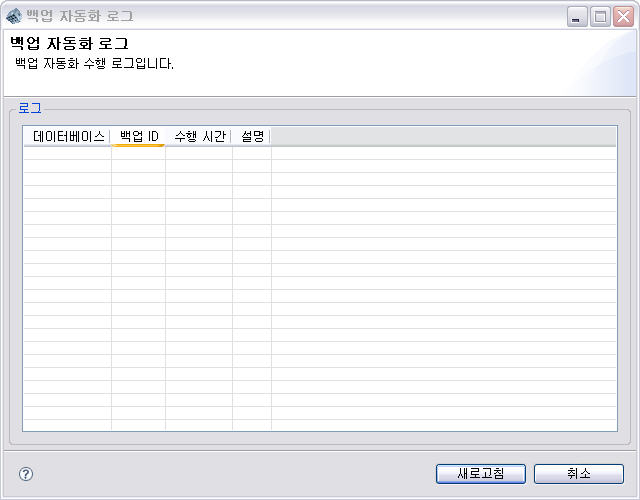 백업 자동화 로그
백업 자동화 로그
백업 자동화 수행 로그입니다.
로그
데이터베이스 백업 ID 수행 시간 설명
? 새로고침 취소